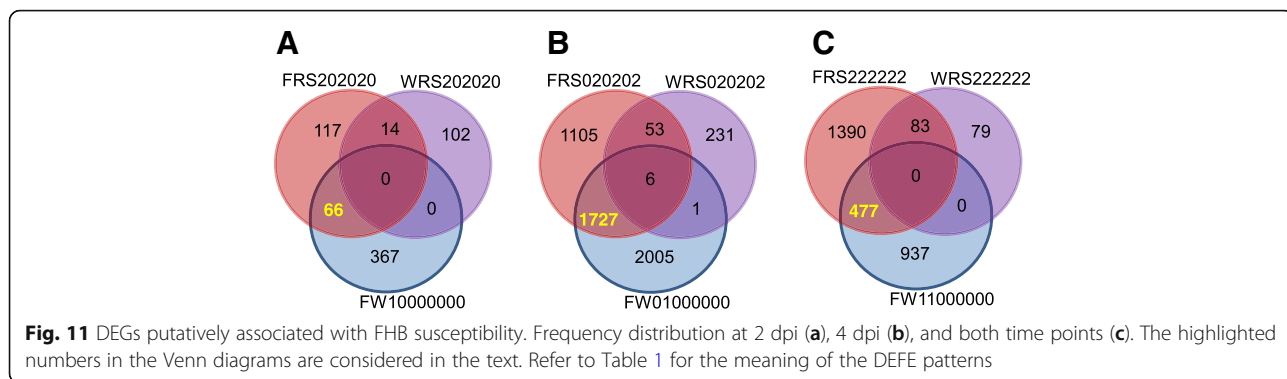 A
B
C
FRS202020
WRS202020
FRS020202
WRS020202
FRS222222
WRS222222
117
14
102
0
66
0
367
FW10000000
1105
53
231
6
1727
1
2005
FW01000000
1390
83
79
0
477
0
937
FW11000000
Fig. 11 DEGs putatively associated with FHB susceptibility. Frequency distribution at 2 dpi (a), 4 dpi (b), and both time points (c). The highlighted
numbers in the Venn diagrams are considered in the text. Refer to Table 1 for the meaning of the DEFE patterns